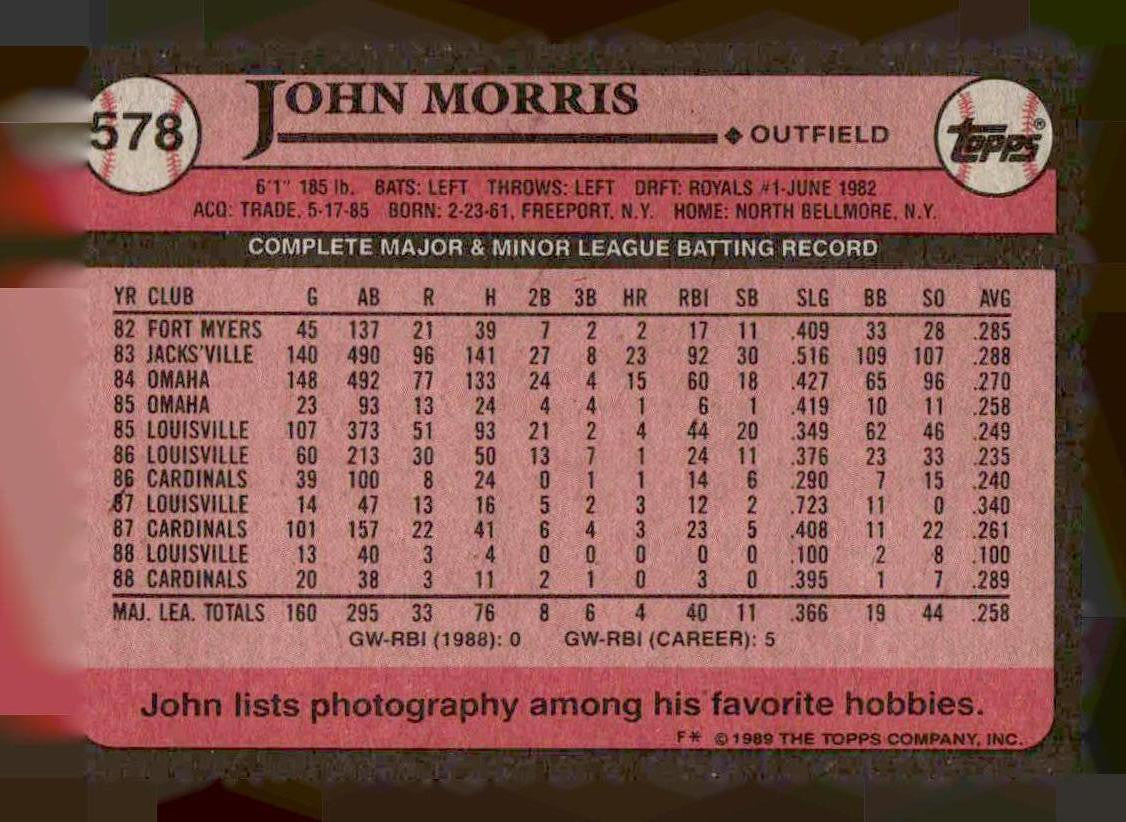 578
JOHN MORRIS
OUTFIELD
topps®
6'1" 185 lb. BATS: LEFT THROWS: LEFT DRFT: ROYALS #1-JUNE 1982
ACQ: TRADE, 5-17-85 BORN: 2-23-61, FREEPORT, N.Y. HOME: NORTH BELLMORE, N.Y.
COMPLETE MAJOR & MINOR LEAGUE BATTING RECORD
YR CLUB G AB R H 2B 3B HR RBI SB SLG BB SO AVG
82 FORT MYERS 45 137 21 39 7 2 2 17 11 .409 33 28 .285
83 JACKS'VILLE 140 490 96 141 27 8 23 92 30 .516 109 107 .288
84 OMAHA 148 492 77 133 24 4 15 60 18 .427 65 96 .270
85 OMAHA 23 93 13 24 4 4 1 6 1 .419 10 11 .258
85 LOUISVILLE 107 373 51 93 21 2 4 44 20 .349 62 46 .249
86 LOUISVILLE 60 213 30 50 13 7 1 24 11 .376 23 33 .235
86 CARDINALS 39 100 8 24 0 1 1 14 6 .290 7 15 .240
87 LOUISVILLE 14 47 13 16 5 2 3 12 2 .723 11 0 .340
87 CARDINALS 101 157 22 41 6 4 3 23 5 .408 11 22 .261
88 LOUISVILLE 13 40 3 4 0 0 0 0 0 .100 2 8 .100
88 CARDINALS 20 38 3 11 2 1 0 3 0 .395 1 7 .289
MAJ. LEA. TOTALS 160 295 33 76 8 6 4 40 11 .366 19 44 .258
GW-RBI (1988): 0 GW-RBI (CAREER): 5
John lists photography among his favorite hobbies.
F* © 1989 THE TOPPS COMPANY, INC.